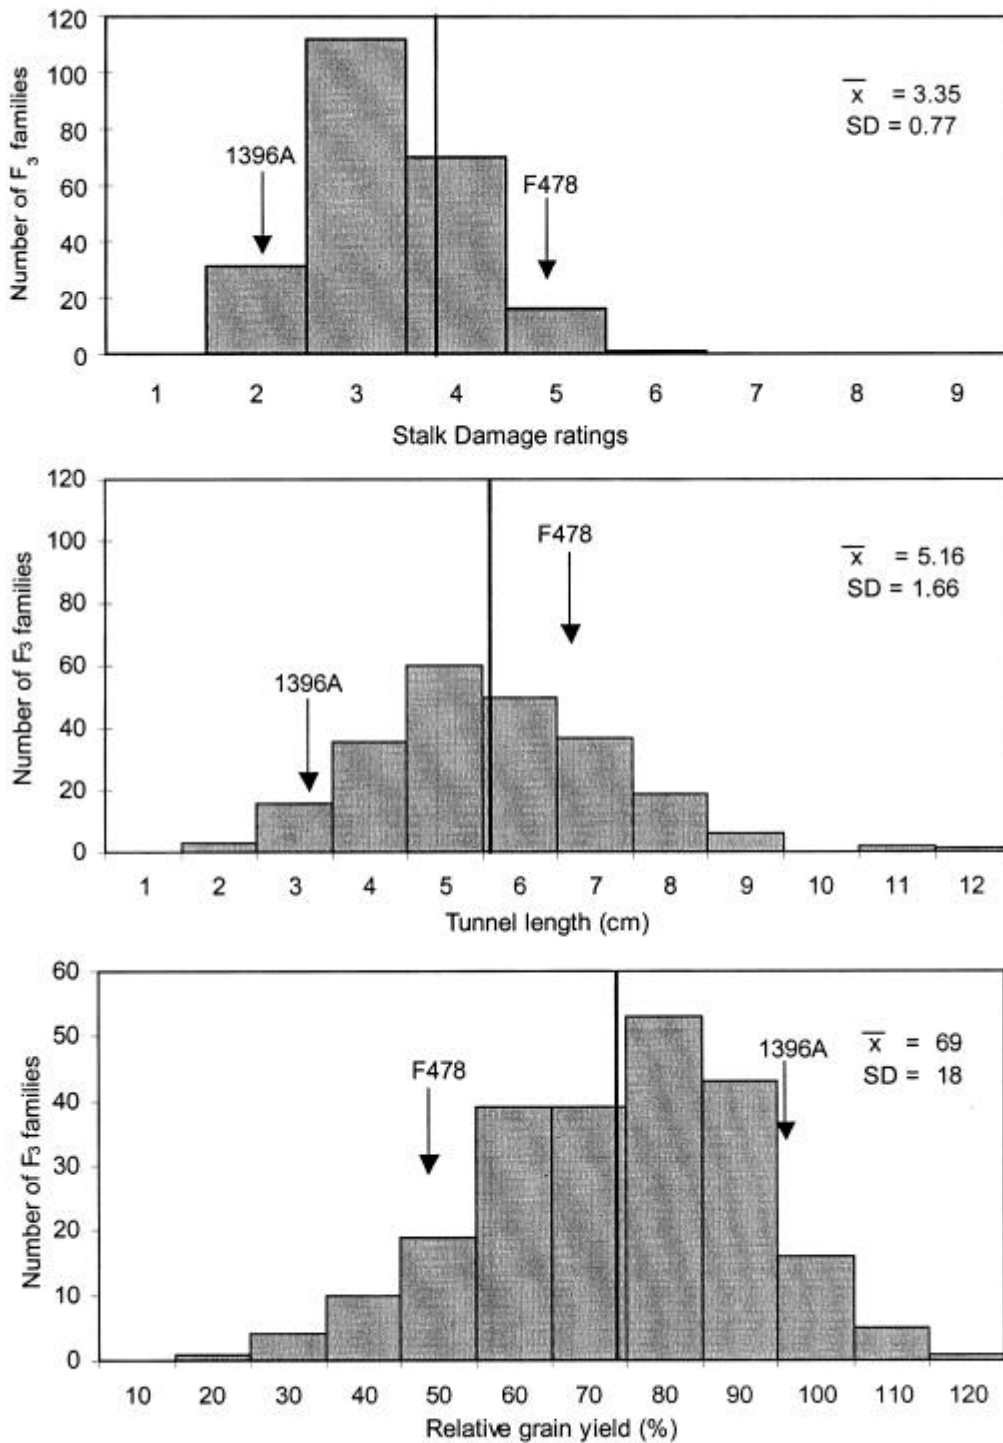 120
100
80
60
40
20
0
Number of F3 families
1396A
F478
x = 3.35
SD = 0.77
1 2 3 4 5 6 7 8 9
Stalk Damage ratings
120
100
80
60
40
20
0
Number of F3 families
1396A
F478
x = 5.16
SD = 1.66
1 2 3 4 5 6 7 8 9 10 11 12
Tunnel length (cm)
60
50
40
30
20
10
0
Number of F3 families
F478
1396A
x = 69
SD = 18
10 20 30 40 50 60 70 80 90 100 110 120
Relative grain yield (%)